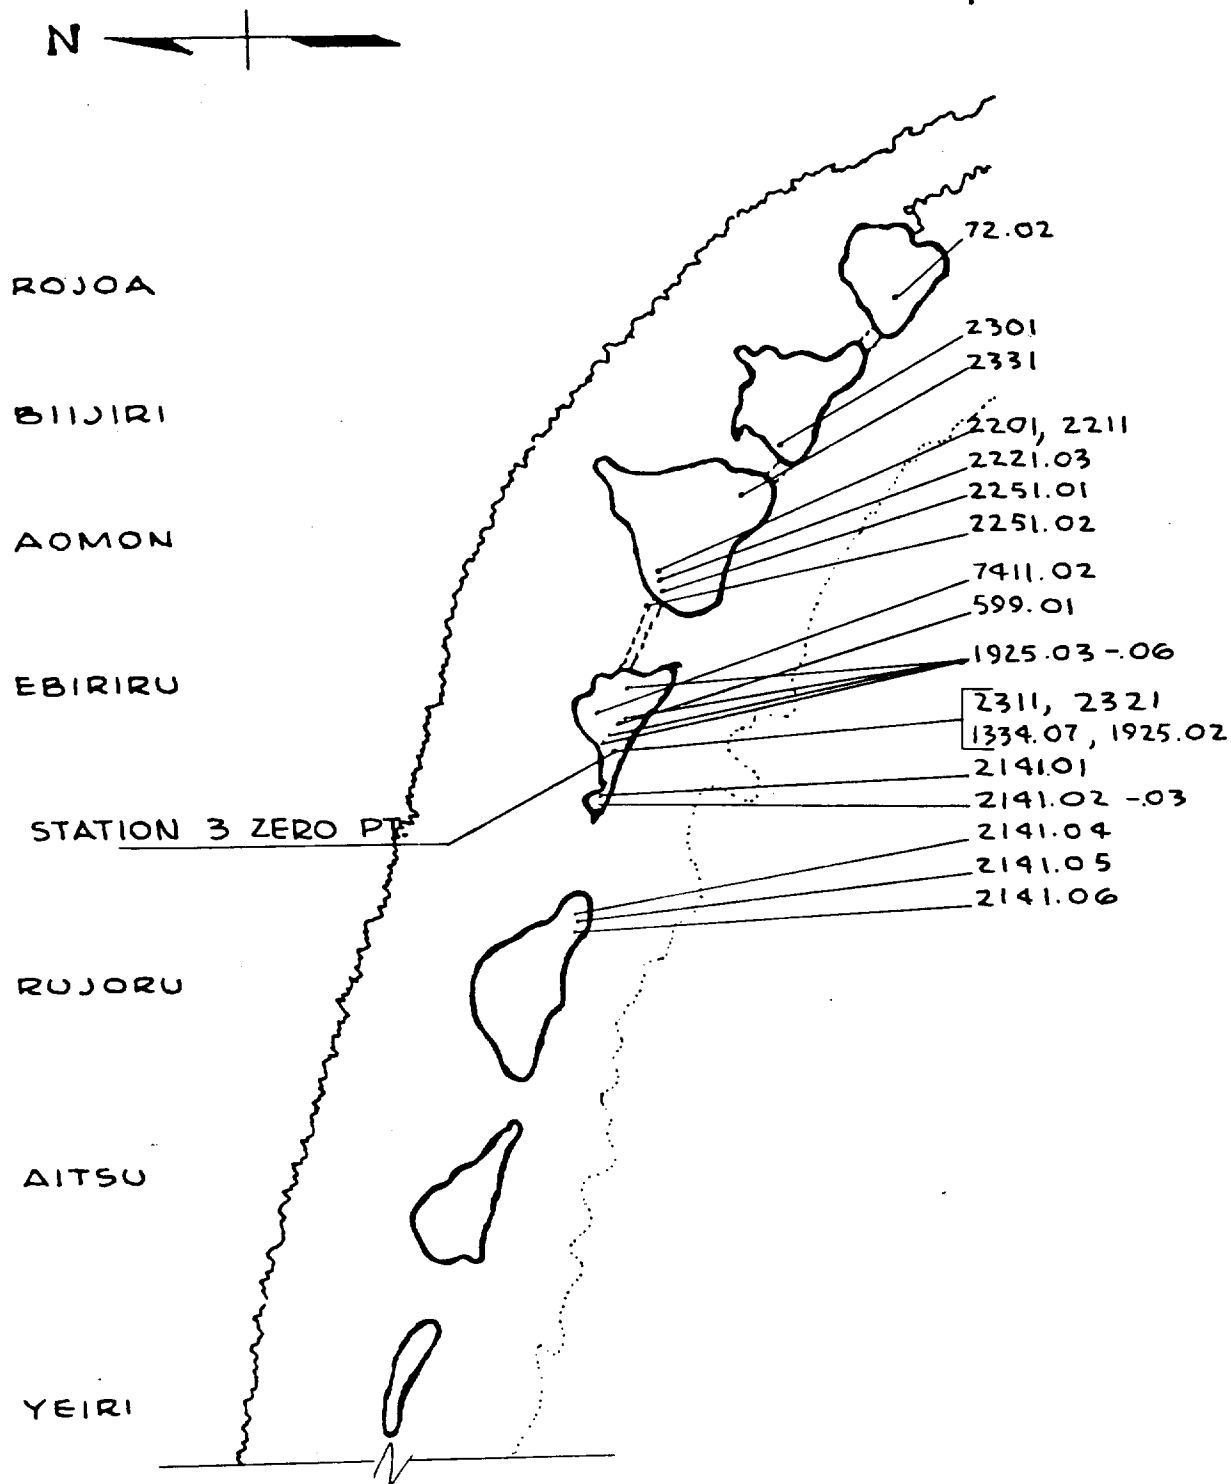 N
72.02
ROJOA
2301
2331
BIIJIRI
2201, 2211
2221.03
2251.01
2251.02
AOMON
7411.02
599.01
1925.03-.06
EBIRIRU
2311, 2321
1334.07, 1925.02
2141.01
2141.02-.03
STATION 3 ZERO PT.
2141.04
2141.05
2141.06
RUJORU
AITSU
YEIRI